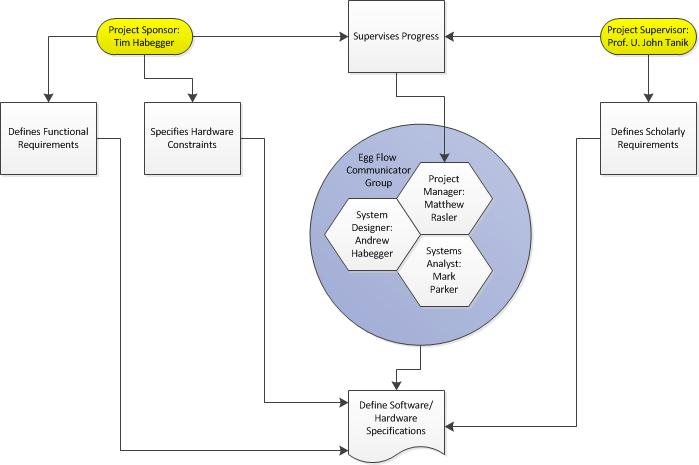 Project Sponsor:
Tim Habegger
Supervises Progress
Project Supervisor:
Prof. U. John Tanik
Defines Functional
Requirements
Specifies Hardware
Constraints
Defines Scholarly
Requirements
Egg Flow
Communicator
Group
Project
Manager:
Matthew
Rasler
System
Designer:
Andrew
Habegger
Systems
Analyst:
Mark
Parker
Define Software/
Hardware
Specifications